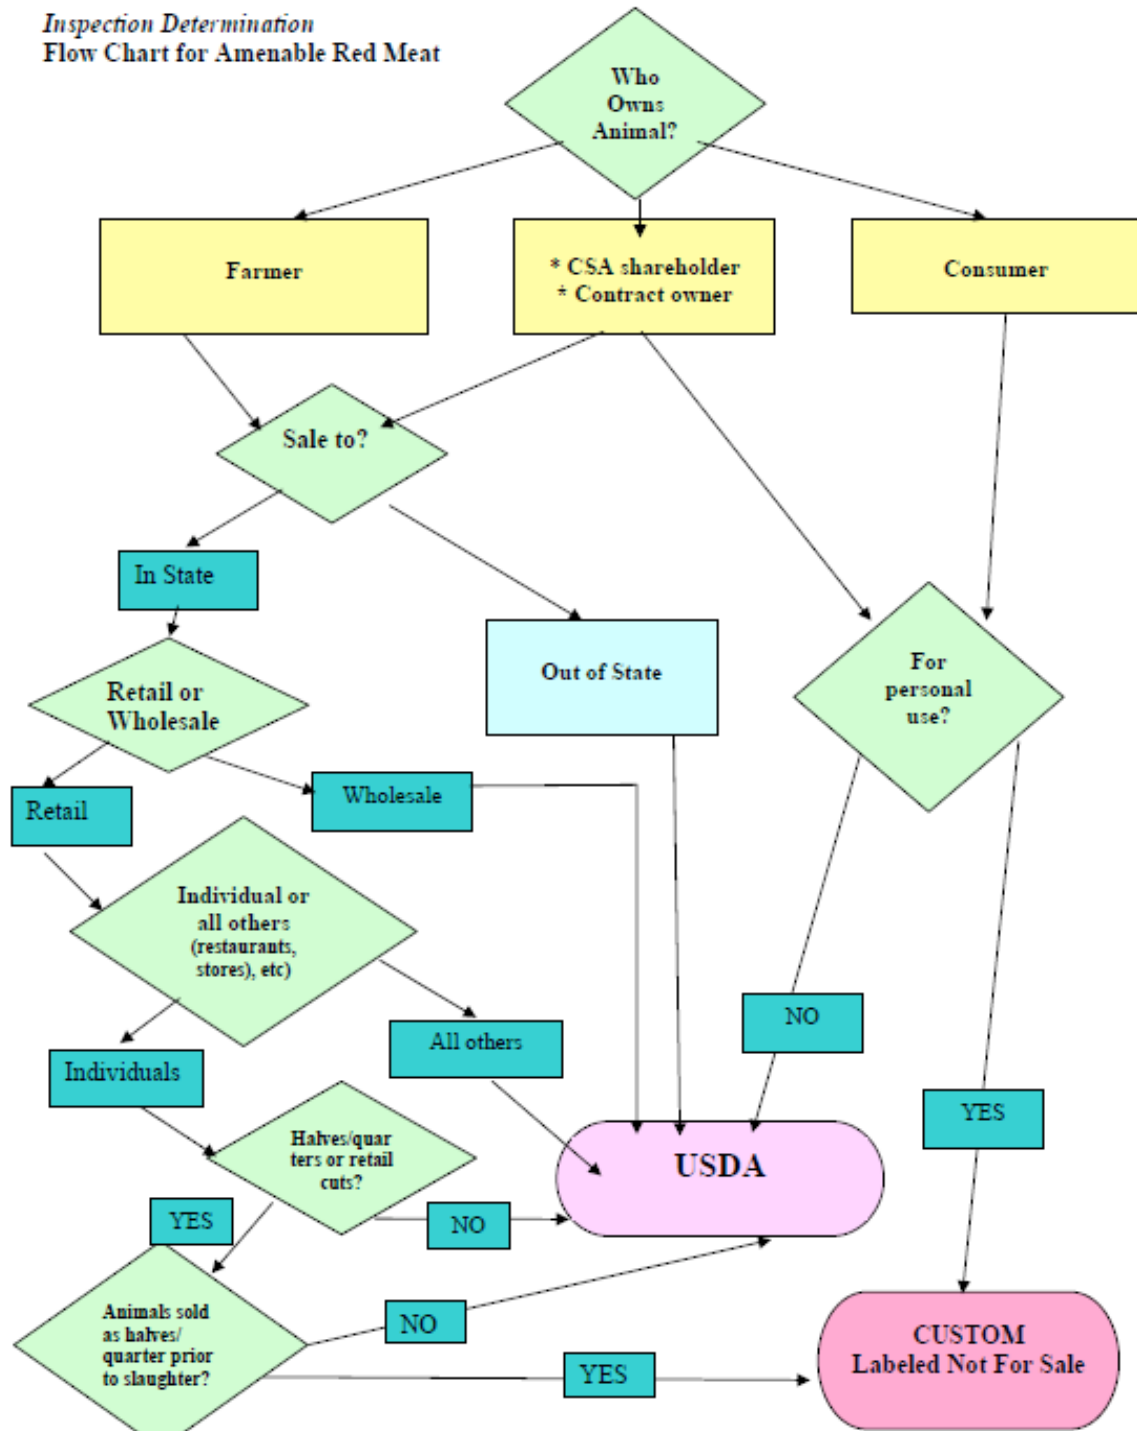 Inspection Determination
Flow Chart for Amenable Red Meat
Who
Owns
Animal?
Farmer
* CSA shareholder
* Contract owner
Consumer
Sale to?
In State
Out of State
For
personal
use?
Retail or
Wholesale
Retail
Wholesale
Individual or
all others
(restaurants,
stores), etc)
Individuals
All others
NO
YES
Halves/quar
ters or retail
cuts?
USDA
YES
NO
Animals sold
as halves/
quarter prior
to slaughter?
NO
YES
CUSTOM
Labeled Not For Sale